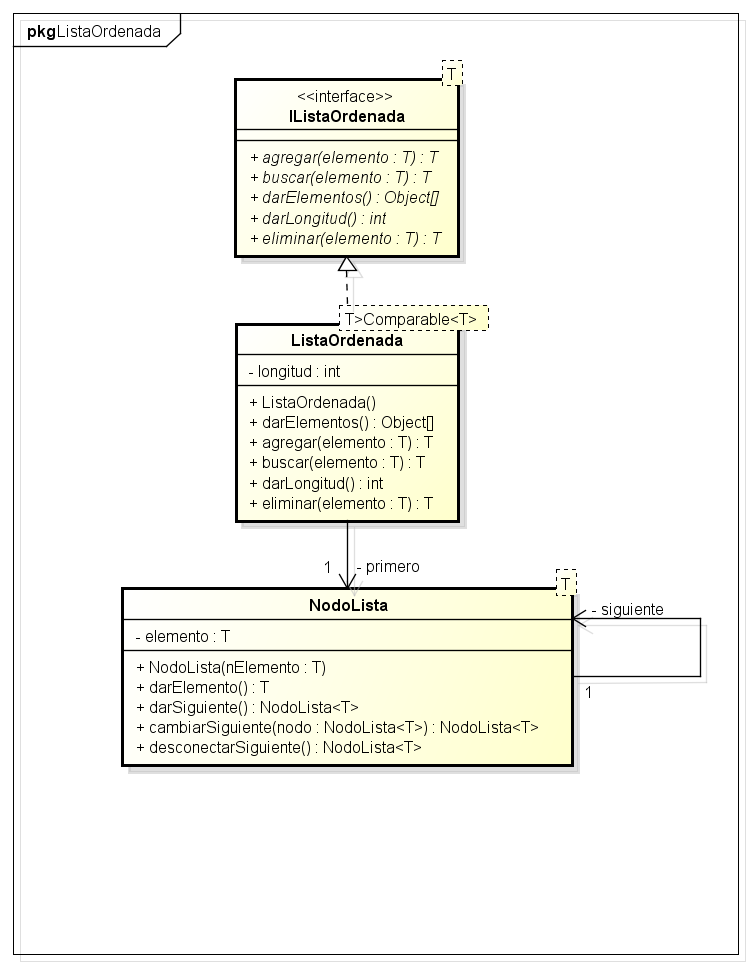 pkgListaOrdenada
T
<<interface>>
IListaOrdenada
+ agregar(elemento : T) : T
+ buscar(elemento : T) : T
+ darElementos() : Object[]
+ darLongitud() : int
+ eliminar(elemento : T) : T
T>Comparable<T>
ListaOrdenada
- longitud : int
+ ListaOrdenada()
+ darElementos() : Object[]
+ agregar(elemento : T) : T
+ buscar(elemento : T) : T
+ darLongitud() : int
+ eliminar(elemento : T) : T
1 - primero
T
NodoLista
- siguiente
- elemento : T
+ NodoLista(nElemento : T)
+ darElemento() : T
+ darSiguiente() : NodoLista<T>
+ cambiarSiguiente(nodo : NodoLista<T>) : NodoLista<T>
+ desconectarSiguiente() : NodoLista<T>
1